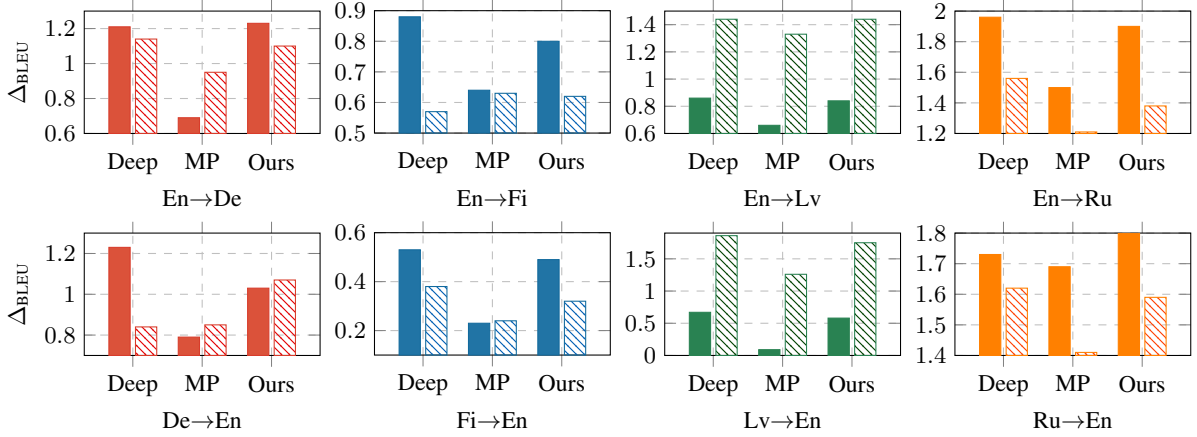 ΔBLEU
1.2
1
0.8
0.6
Deep MP Ours
En→De
0.9
0.8
0.7
0.6
0.5
Deep MP Ours
En→Fi
1.4
1.2
1
0.8
0.6
Deep MP Ours
En→Lv
2
1.8
1.6
1.4
1.2
Deep MP Ours
En→Ru
ΔBLEU
1.2
1
0.8
Deep MP Ours
De→En
0.6
0.4
0.2
Deep MP Ours
Fi→En
1.5
1
0.5
0
Deep MP Ours
Lv→En
1.8
1.7
1.6
1.5
1.4
Deep MP Ours
Ru→En